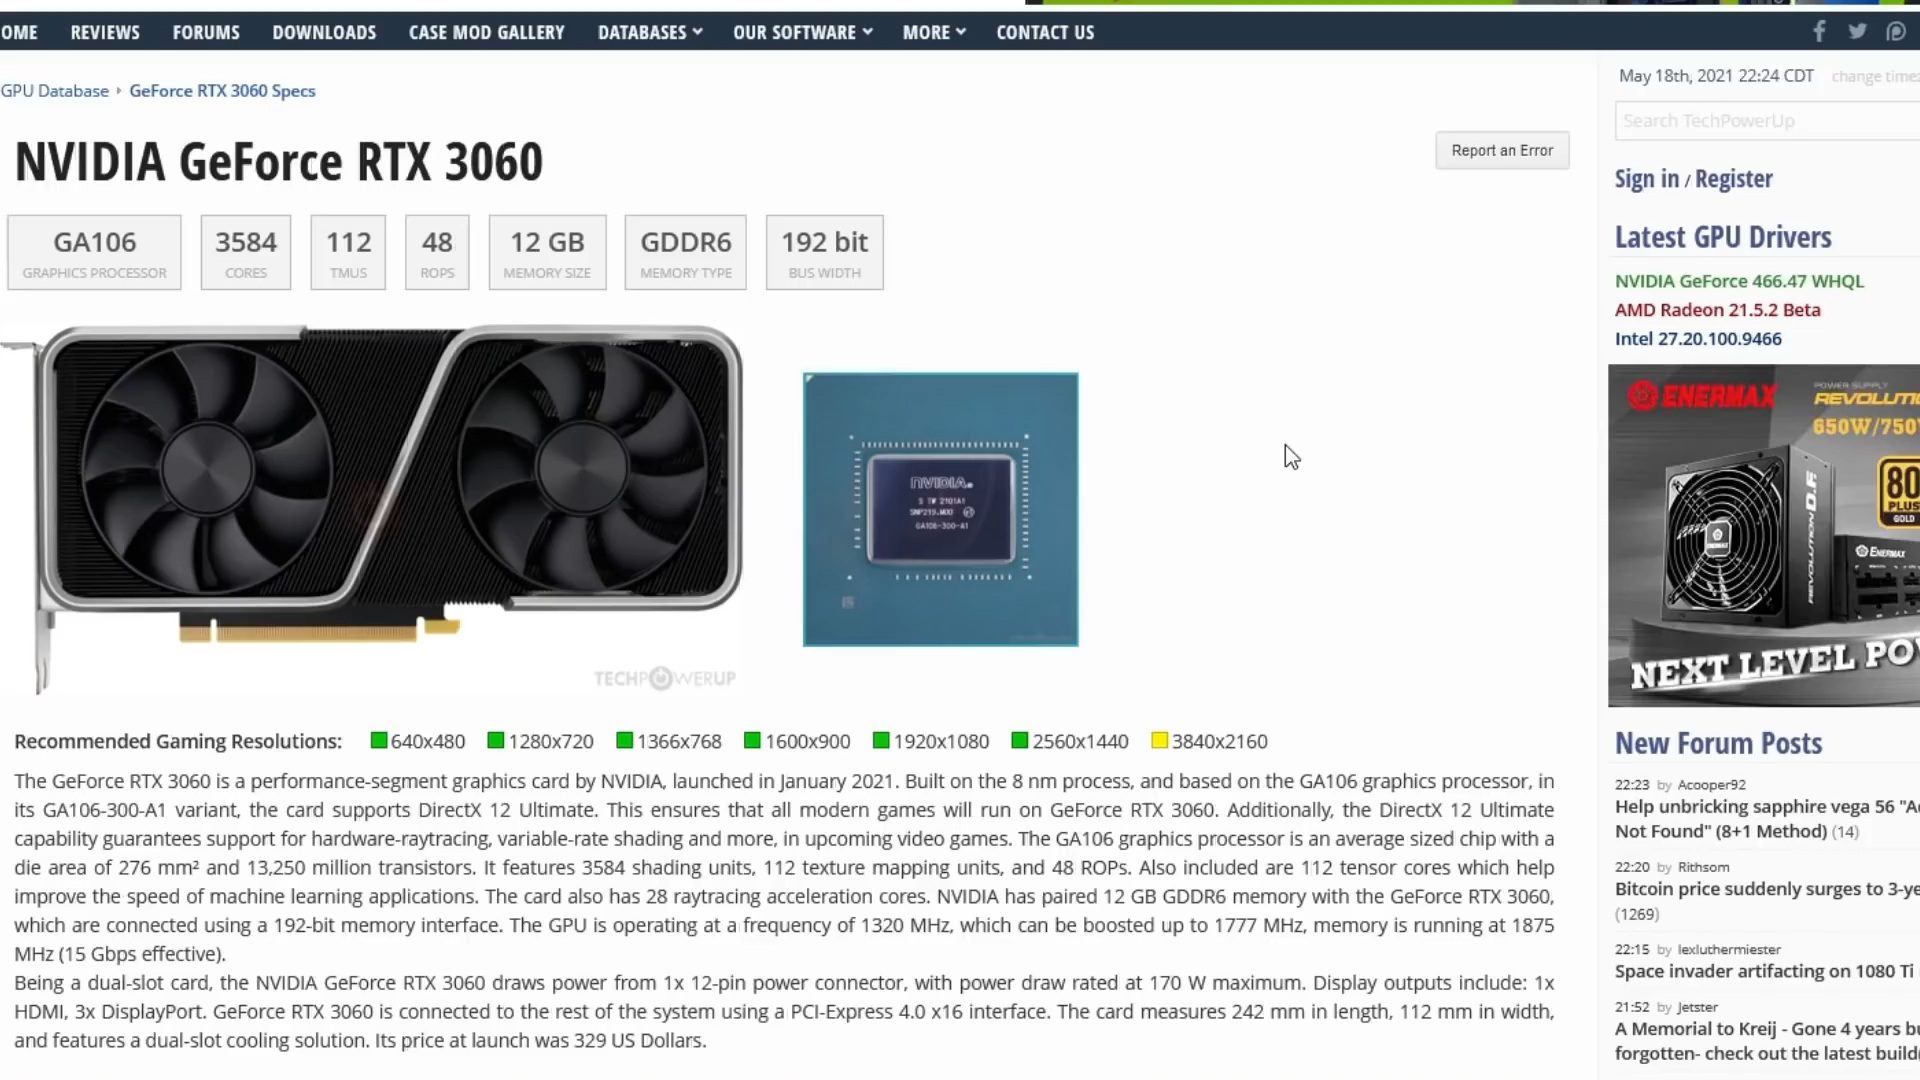 OME REVIEWS FORUMS DOWNLOADS CASE MOD GALLERY DATABASES OUR SOFTWARE MORE CONTACT US
GPU Database GeForce RTX 3060 Specs
NVIDIA GeForce RTX 3060
Report an Error
GA106
GRAPHICS PROCESSOR
3584
CORES
112
TMUS
48
ROPS
12 GB
MEMORY SIZE
GDDR6
MEMORY TYPE
192 bit
BUS WIDTH
NVIDIA
GA106-300-A1
TECHPOWERUP
Recommended Gaming Resolutions: 640x480 1280x720 1366x768 1600x900 1920x1080 2560x1440 3840x2160
The GeForce RTX 3060 is a performance-segment graphics card by NVIDIA, launched in January 2021. Built on the 8 nm process, and based on the GA106 graphics processor, in
its GA106-300-A1 variant, the card supports DirectX 12 Ultimate. This ensures that all modern games will run on GeForce RTX 3060. Additionally, the DirectX 12 Ultimate
capability guarantees support for hardware-raytracing, variable-rate shading and more, in upcoming video games. The GA106 graphics processor is an average sized chip with a
die area of 276 mm² and 13,250 million transistors. It features 3584 shading units, 112 texture mapping units, and 48 ROPs. Also included are 112 tensor cores which help
improve the speed of machine learning applications. The card also has 28 raytracing acceleration cores. NVIDIA has paired 12 GB GDDR6 memory with the GeForce RTX 3060,
which are connected using a 192-bit memory interface. The GPU is operating at a frequency of 1320 MHz, which can be boosted up to 1777 MHz, memory is running at 1875
MHz (15 Gbps effective).
Being a dual-slot card, the NVIDIA GeForce RTX 3060 draws power from 1x 12-pin power connector, with power draw rated at 170 W maximum. Display outputs include: 1x
HDMI, 3x DisplayPort. GeForce RTX 3060 is connected to the rest of the system using a PCI-Express 4.0 x16 interface. The card measures 242 mm in length, 112 mm in width,
and features a dual-slot cooling solution. Its price at launch was 329 US Dollars.
May 18th, 2021 22:24 CDT change timez
Search TechPowerUp
Sign in / Register
Latest GPU Drivers
NVIDIA GeForce 466.47 WHQL
AMD Radeon 21.5.2 Beta
Intel 27.20.100.9466
ENERMAX
POWER SUPPLY
REVOLUTIO
650W/750W
80
PLUS
GOLD
REVOLUTION D.F.
ENERMAX
NEXT LEVEL PO
New Forum Posts
22:23 by Acooper92
Help unbricking sapphire vega 56 "A
Not Found" (8+1 Method) (14)
22:20 by Rithsom
Bitcoin price suddenly surges to 3-ye
(1269)
22:15 by lexluthermiester
Space invader artifacting on 1080 Ti
21:52 by Jetster
A Memorial to Kreij - Gone 4 years bu
forgotten- check out the latest build(